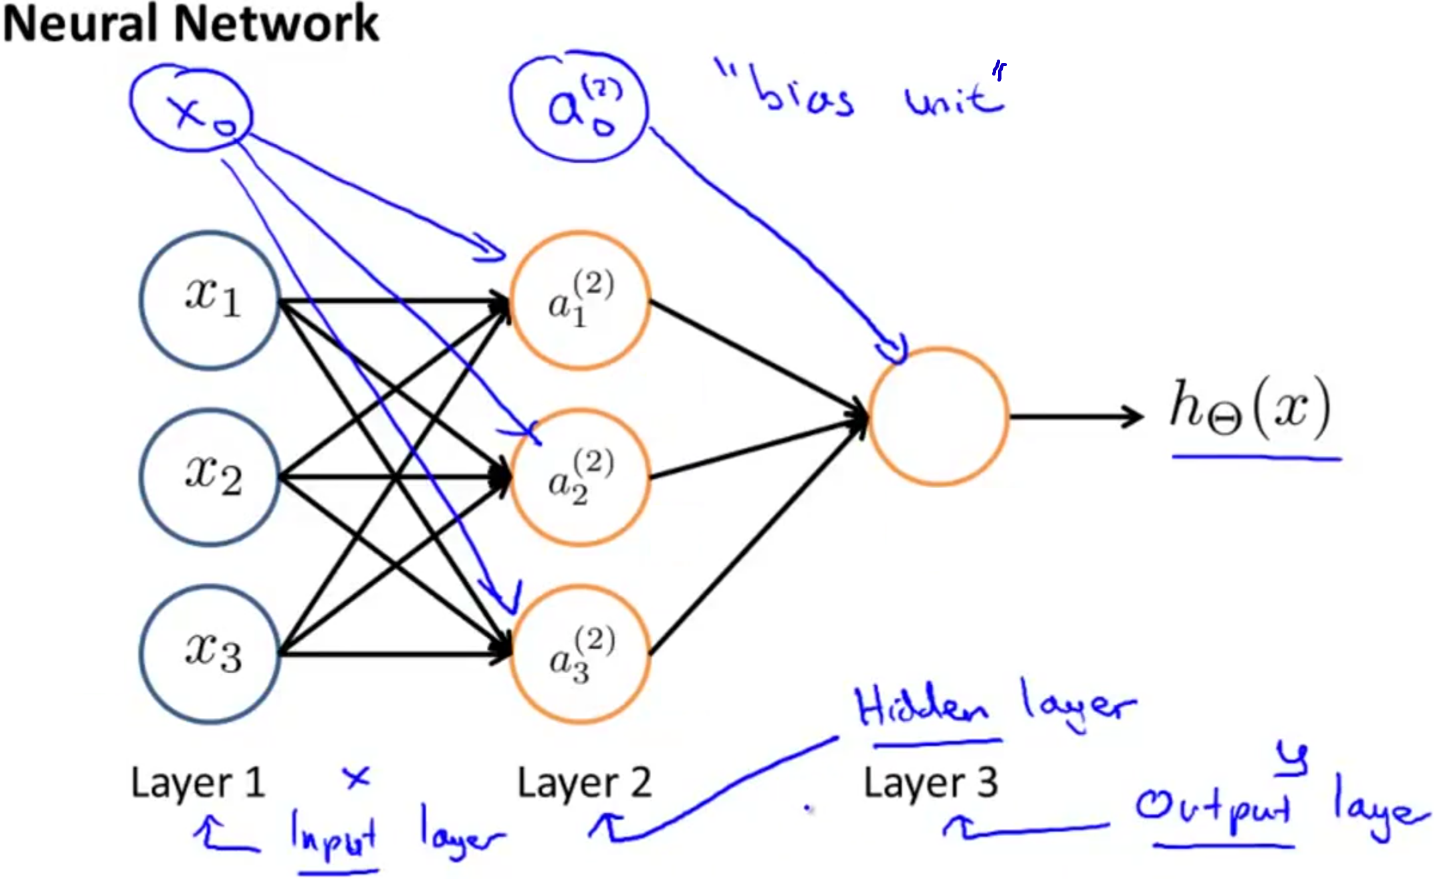 Neural Network
x₀ a₀⁽²⁾ "bias unit"
x₁ a₁⁽²⁾
h_Θ(x)
x₂ a₂⁽²⁾
x₃ a₃⁽²⁾
Hidden layer
Layer 1 x Layer 2 Layer 3 y
Input layer Output layer